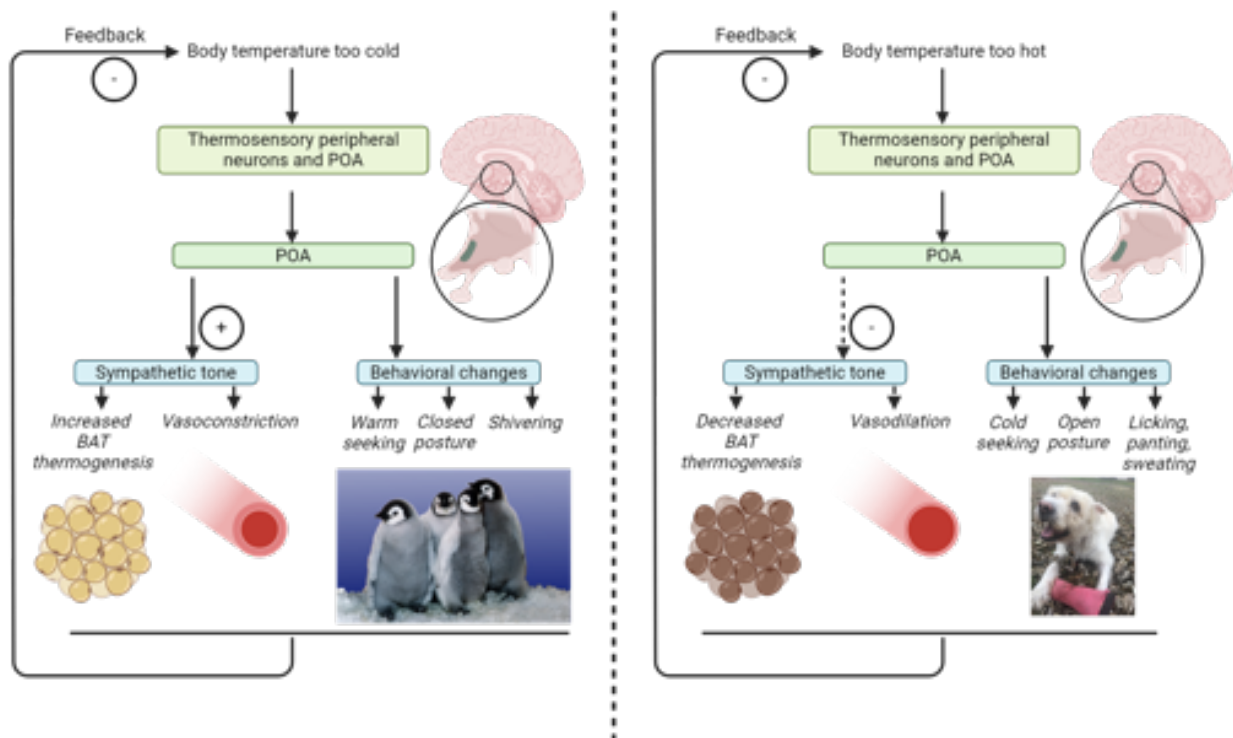 Feedback
-
Body temperature too cold
Thermosensory peripheral
neurons and POA
POA
+
Sympathetic tone
Behavioral changes
Increased
BAT
thermogenesis
Vasoconstriction
Warm
seeking
Closed
posture
Shivering
Feedback
-
Body temperature too hot
Thermosensory peripheral
neurons and POA
POA
-
Sympathetic tone
Behavioral changes
Decreased
BAT
thermogenesis
Vasodilation
Cold
seeking
Open
posture
Licking,
panting,
sweating